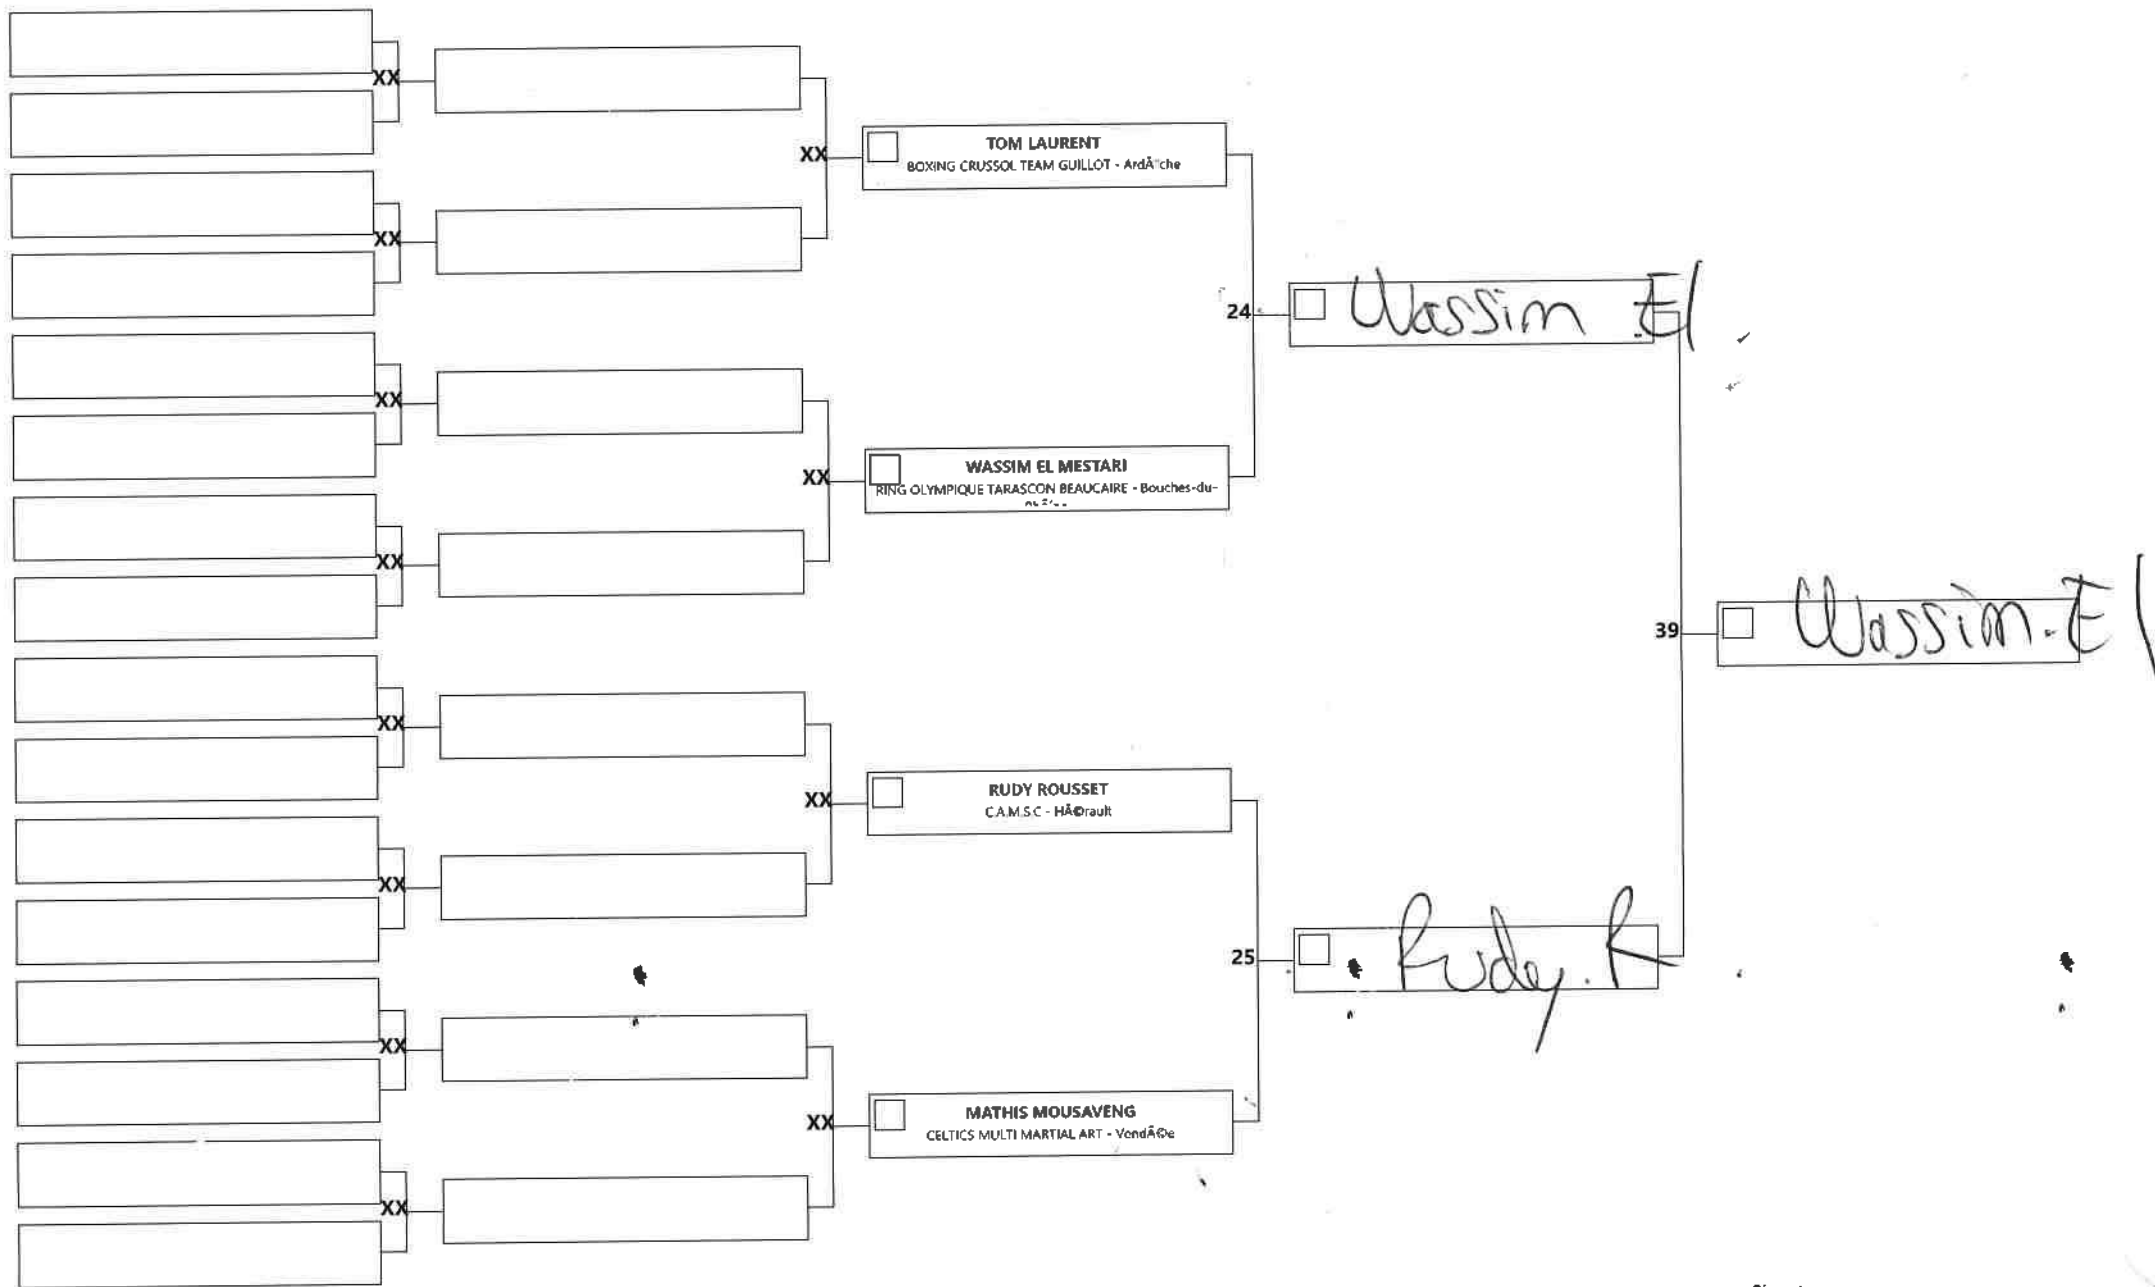 XX
XX
TOM LAURENT
BOXING CRUSSOL TEAM GUILLOT - ArdÃ¨che
XX
24
Wassim El
XX
XX
WASSIM EL MESTARI
RING OLYMPIQUE TARASCON BEAUCAIRE - Bouches-du-
XX
39
Wassim. El
XX
XX
RUDY ROUSSET
C.A.M.S.C - HÃ©rault
XX
25
Rudy. R
XX
XX
MATHIS MOUSAVENG
CELTICS MULTI MARTIAL ART - VendÃ©e
XX